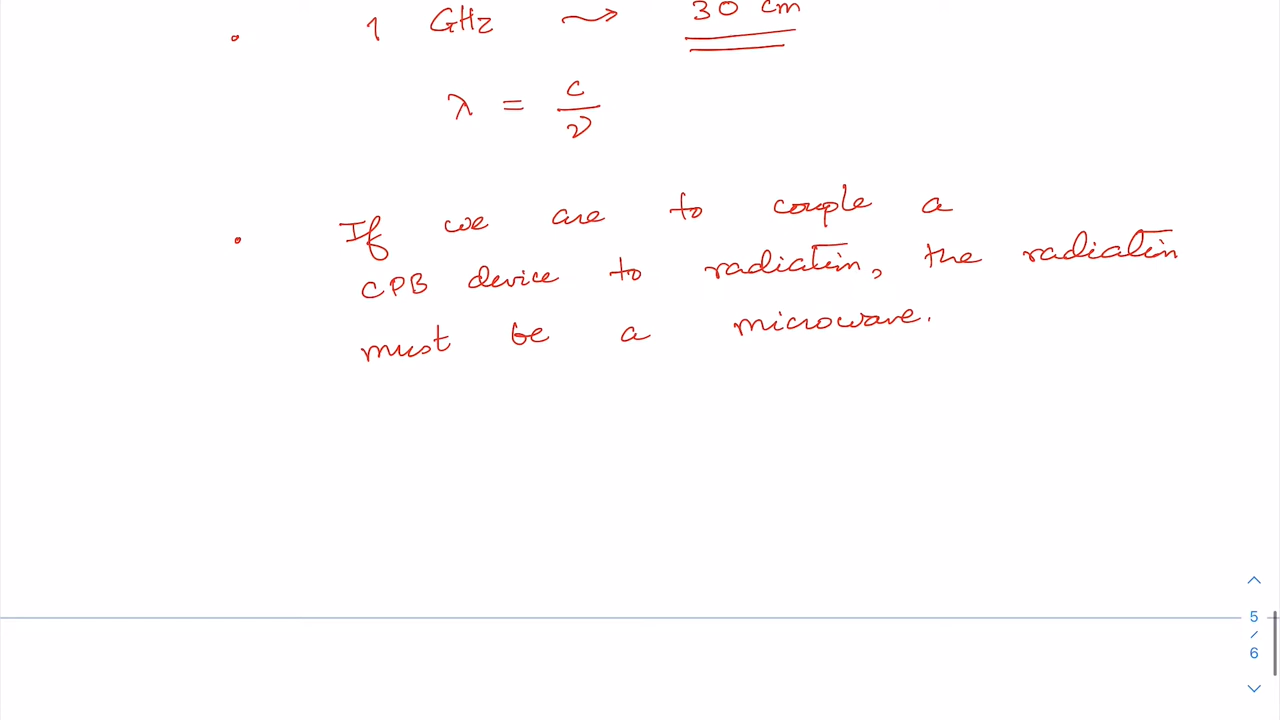 . 1 GHz ⇝ 30 cm
λ = c/ν
. If we are to couple a
CPB device to radiation, the radiation
must be a microwave.
5
/
6